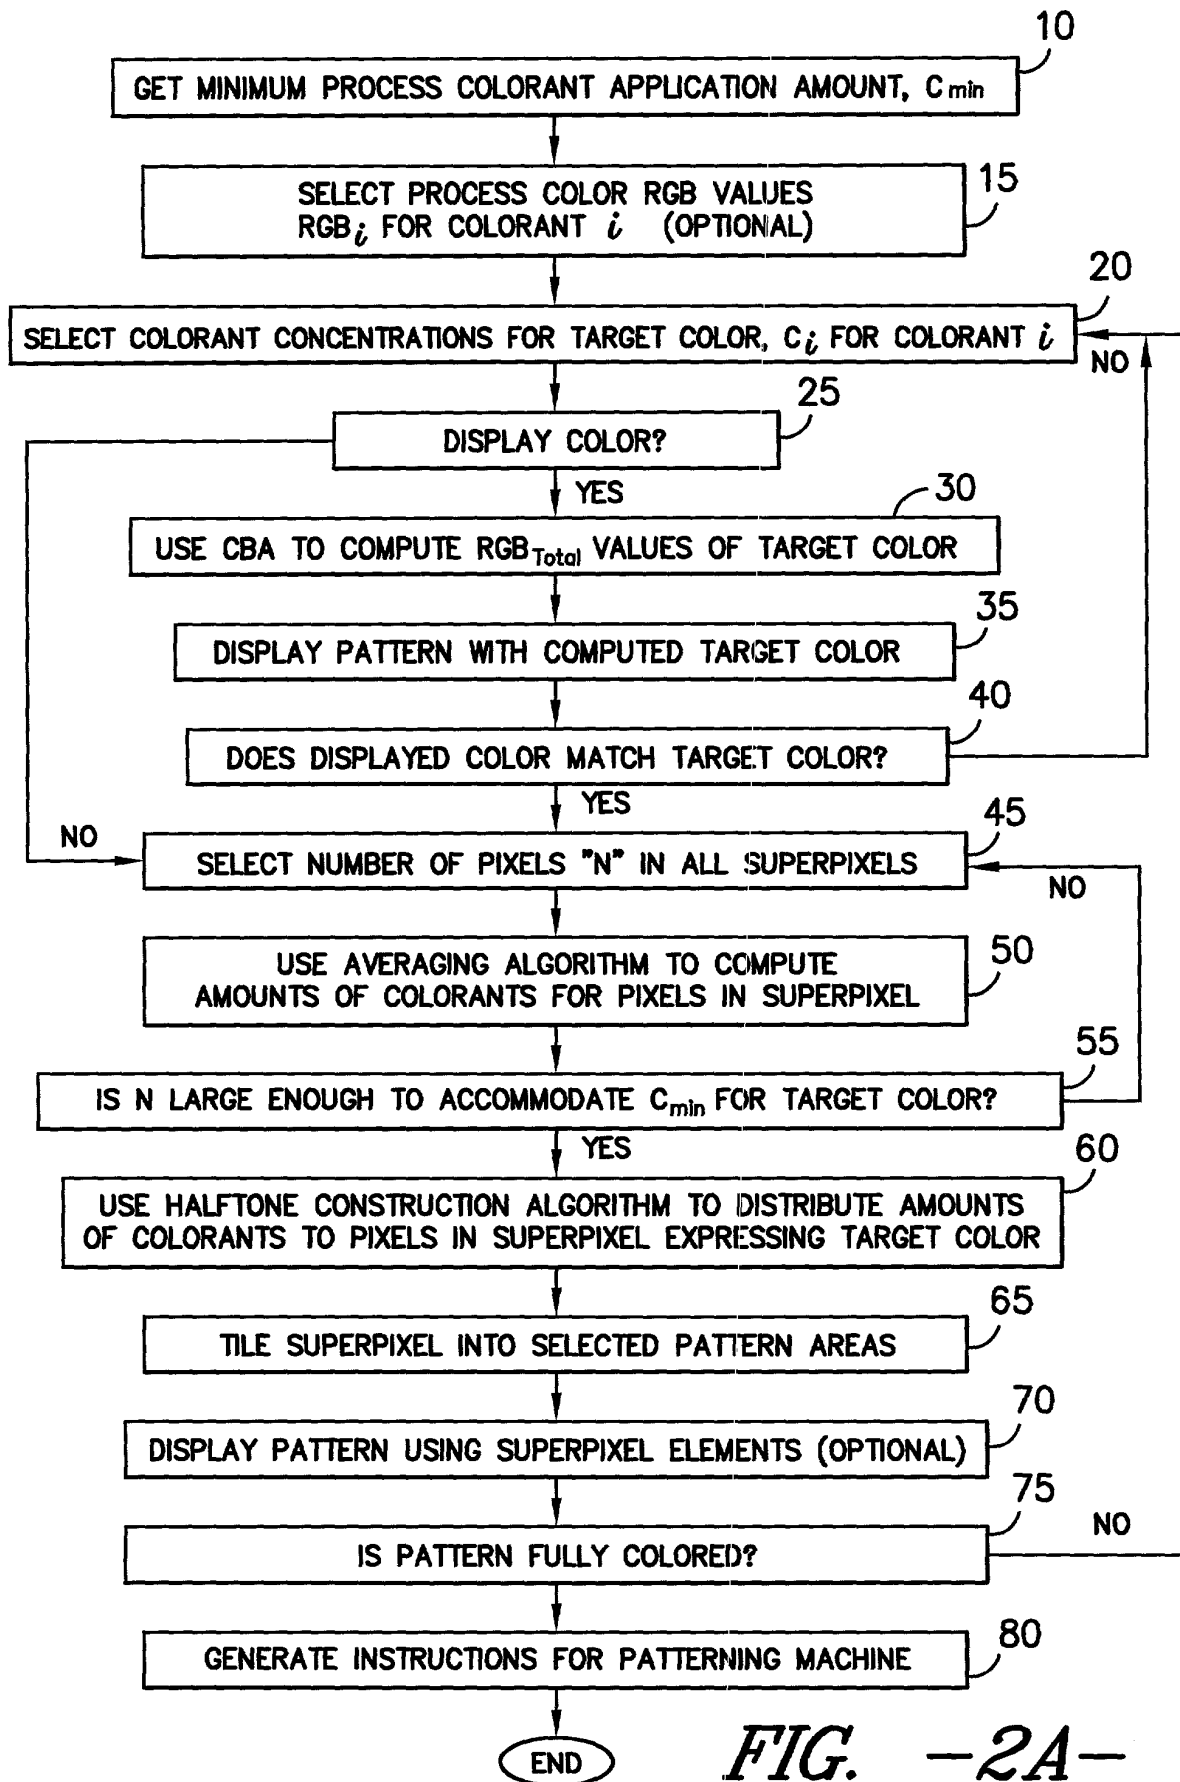 10
GET MINIMUM PROCESS COLORANT APPLICATION AMOUNT, Cmin
15
SELECT PROCESS COLOR RGB VALUES
RGBi FOR COLORANT i (OPTIONAL)
20
SELECT COLORANT CONCENTRATIONS FOR TARGET COLOR, Ci FOR COLORANT i
NO
25
DISPLAY COLOR?
YES
30
USE CBA TO COMPUTE RGBTotal VALUES OF TARGET COLOR
35
DISPLAY PATTERN WITH COMPUTED TARGET COLOR
40
DOES DISPLAYED COLOR MATCH TARGET COLOR?
YES
NO
45
SELECT NUMBER OF PIXELS "N" IN ALL SUPERPIXELS
NO
50
USE AVERAGING ALGORITHM TO COMPUTE
AMOUNTS OF COLORANTS FOR PIXELS IN SUPERPIXEL
55
IS N LARGE ENOUGH TO ACCOMMODATE Cmin FOR TARGET COLOR?
YES
60
USE HALFTONE CONSTRUCTION ALGORITHM TO DISTRIBUTE AMOUNTS
OF COLORANTS TO PIXELS IN SUPERPIXEL EXPRESSING TARGET COLOR
65
TILE SUPERPIXEL INTO SELECTED PATTERN AREAS
70
DISPLAY PATTERN USING SUPERPIXEL ELEMENTS (OPTIONAL)
75
IS PATTERN FULLY COLORED?
NO
80
GENERATE INSTRUCTIONS FOR PATTERNING MACHINE
END
FIG. -2A-